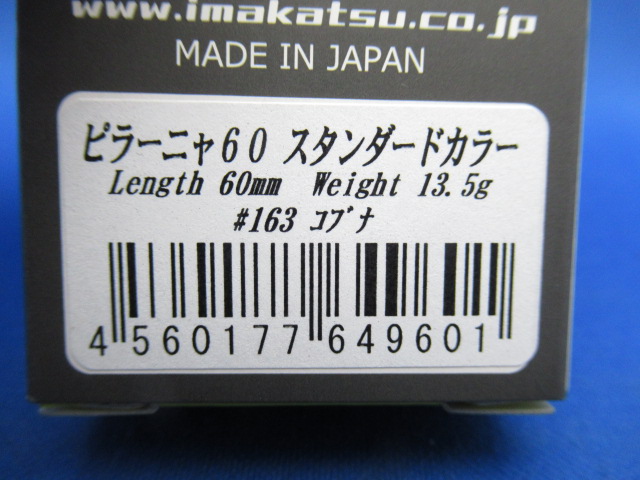 www.imakatsu.co.jp
MADE IN JAPAN
ピラーニャ60 スタンダードカラー
Length 60mm Weight 13.5g
#163 コブナ
4 560177 649601